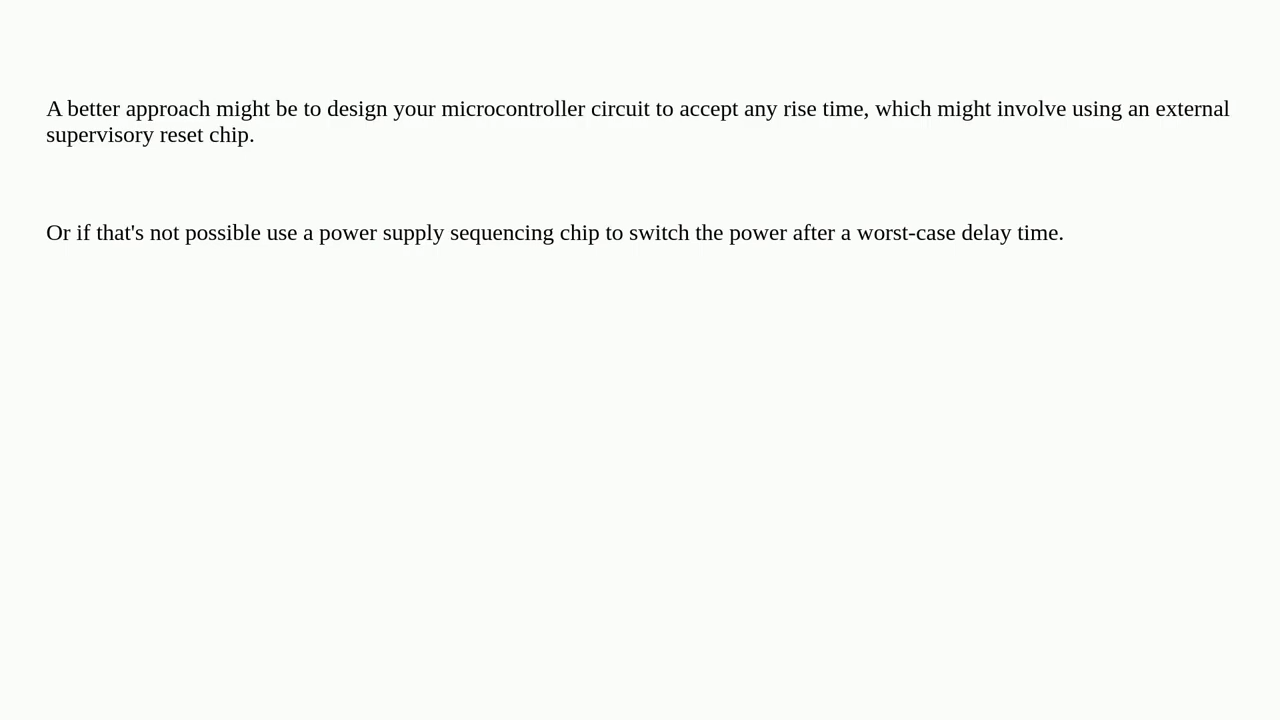 A better approach might be to design your microcontroller circuit to accept any rise time, which might involve using an external
supervisory reset chip.
Or if that's not possible use a power supply sequencing chip to switch the power after a worst-case delay time.